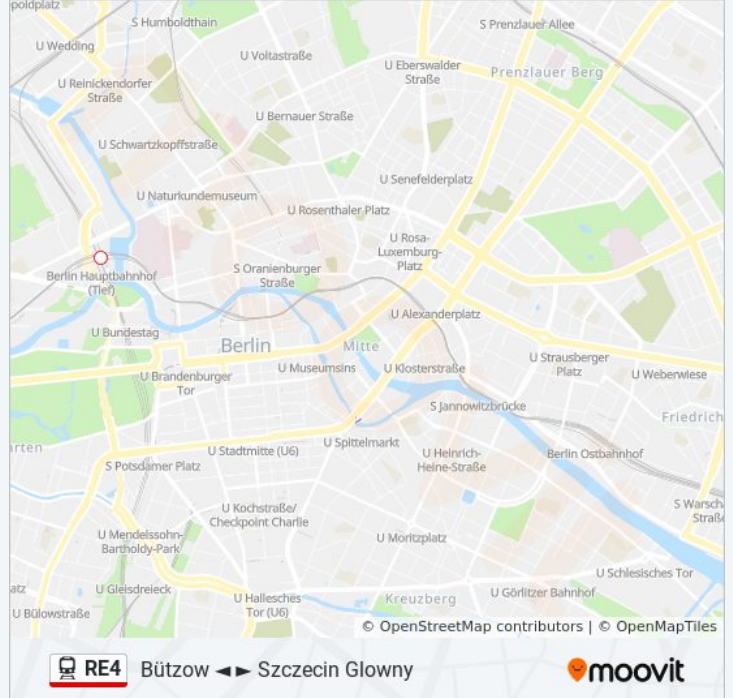 poldplatz
S Humboldthain
S Prenzlauer Allee
U Wedding
U Voltastraße
U Eberswalder
Straße
Prenzlauer Berg
U Reinickendorfer
Straße
U Bernauer Straße
U Schwartzkopffstraße
U Senefelderplatz
U Naturkundemuseum
U Rosenthaler Platz
U Rosa-
Luxemburg-
Platz
Berlin Hauptbahnhof
(Tief)
S Oranienburger
Straße
U Alexanderplatz
U Bundestag
Berlin
Mitte
U Strausberger
Platz
U Museumsins
U Klosterstraße
U Weberwiese
U Brandenburger
Tor
S Jannowitzbrücke
Friedrich
rten
U Stadtmitte (U6)
U Spittelmarkt
U Heinrich-
Heine-Straße
Berlin Ostbahnhof
S Potsdamer Platz
S Warsch
Straße
U Kochstraße/
Checkpoint Charlie
U Mendelssohn-
Bartholdy-Park
U Moritzplatz
U Schlesisches Tor
atz
U Gleisdreieck
U Hallesches
Tor (U6)
Kreuzberg
U Görlitzer Bahnhof
U Bülowstraße
© OpenStreetMap contributors | © OpenMapTiles
RE4 Bützow ◄ ► Szczecin Glowny
moovit